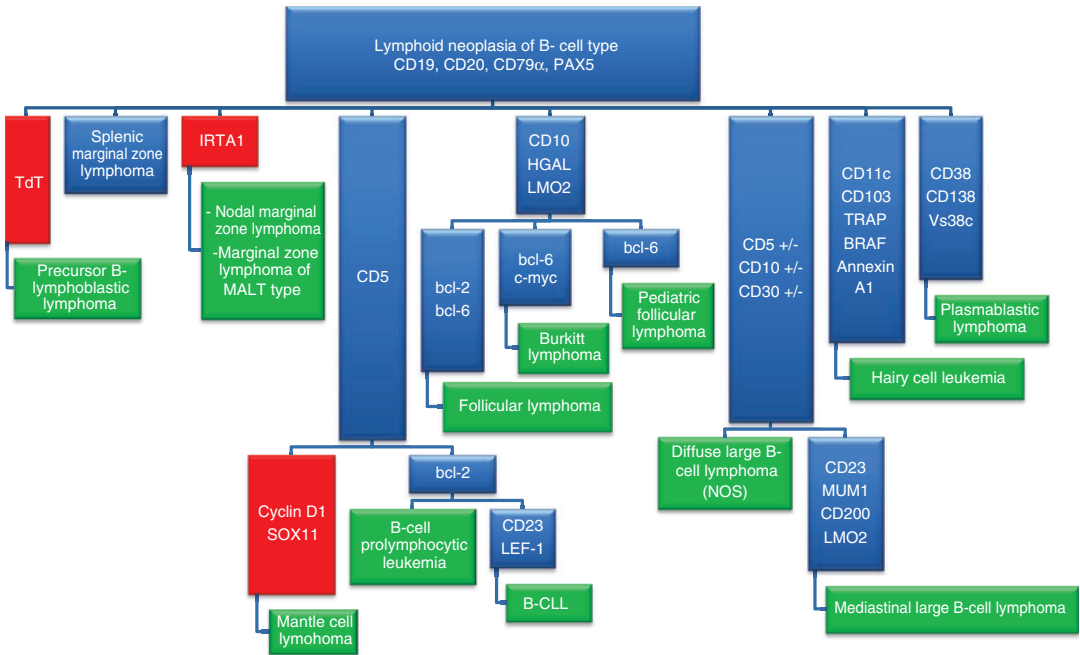 Lymphoid neoplasia of B- cell type
CD19, CD20, CD79α, PAX5
TdT
Precursor B-
lymphoblastic
lymphoma
Splenic
marginal zone
lymphoma
IRTA1
- Nodal marginal
zone lymphoma
-Marginal zone
lymphoma of
MALT type
CD5
Cyclin D1
SOX11
Mantle cell
lymohoma
bcl-2
B-cell
prolymphocytic
leukemia
CD23
LEF-1
B-CLL
CD10
HGAL
LMO2
bcl-2
bcl-6
Follicular lymphoma
bcl-6
c-myc
Burkitt
lymphoma
bcl-6
Pediatric
follicular
lymphoma
CD5 +/-
CD10 +/-
CD30 +/-
Diffuse large B-
cell lymphoma
(NOS)
CD23
MUM1
CD200
LMO2
Mediastinal large B-cell lymphoma
CD11c
CD103
TRAP
BRAF
Annexin
A1
Hairy cell leukemia
CD38
CD138
Vs38c
Plasmablastic
lymphoma